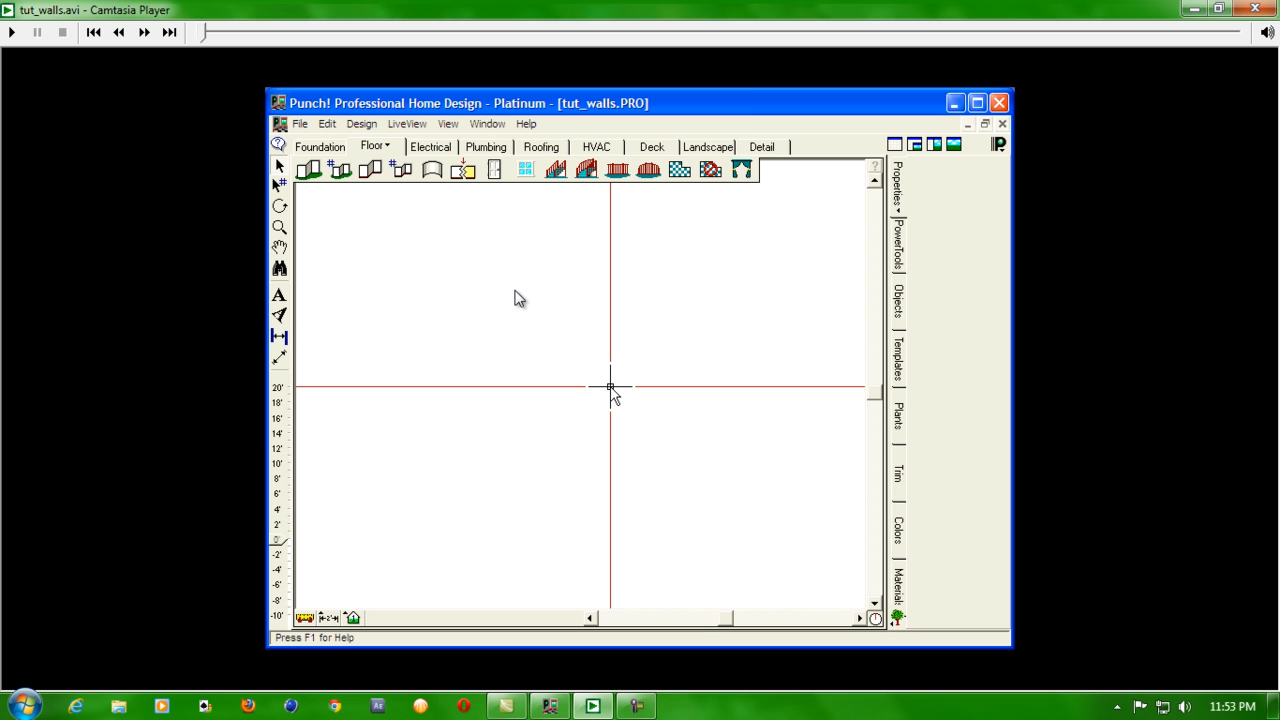 tut_walls.avi - Camtasia Player
Punch! Professional Home Design - Platinum - [tut_walls.PRO]
File Edit Design LiveView View Window Help
Foundation Floor Electrical Plumbing Roofing HVAC Deck Landscape Detail
Properties
PowerTools
Objects
Templates
Plants
Trim
Colors
Materials
20'
18'
16'
14'
12'
10'
8'
6'
4'
2'
0'
-2'
-4'
-6'
-8'
-10'
Press F1 for Help
11:53 PM